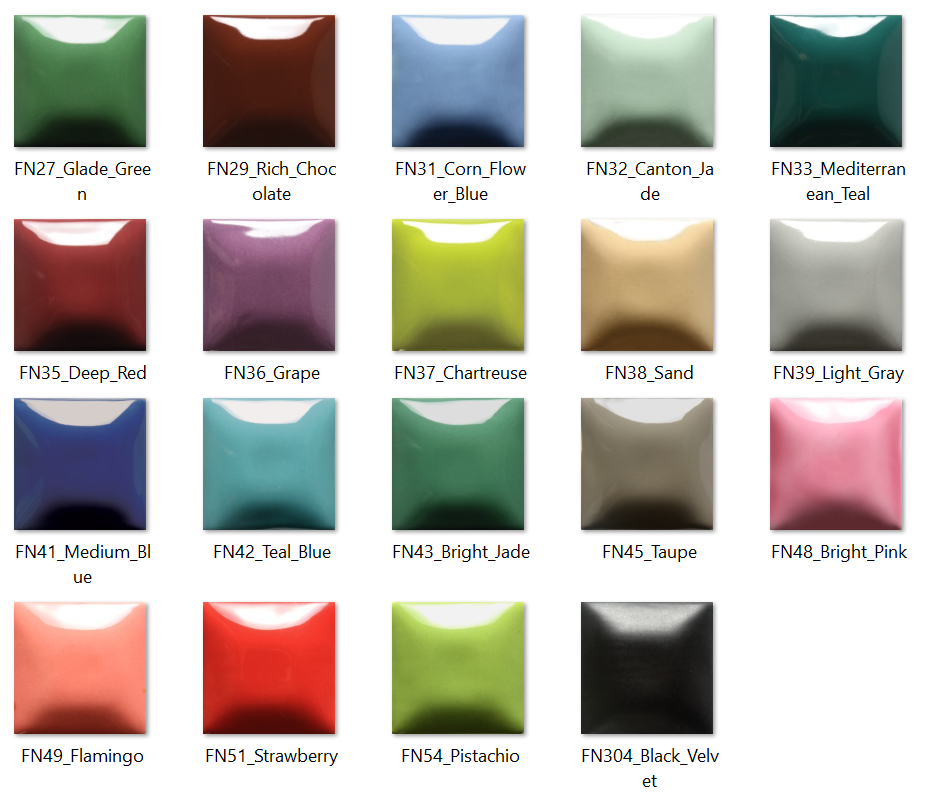 FN27_Glade_Gree
n
FN29_Rich_Choc
olate
FN31_Corn_Flow
er_Blue
FN32_Canton_Ja
de
FN33_Mediterran
ean_Teal
FN35_Deep_Red
FN36_Grape
FN37_Chartreuse
FN38_Sand
FN39_Light_Gray
FN41_Medium_Bl
ue
FN42_Teal_Blue
FN43_Bright_Jade
FN45_Taupe
FN48_Bright_Pink
FN49_Flamingo
FN51_Strawberry
FN54_Pistachio
FN304_Black_Velv
et